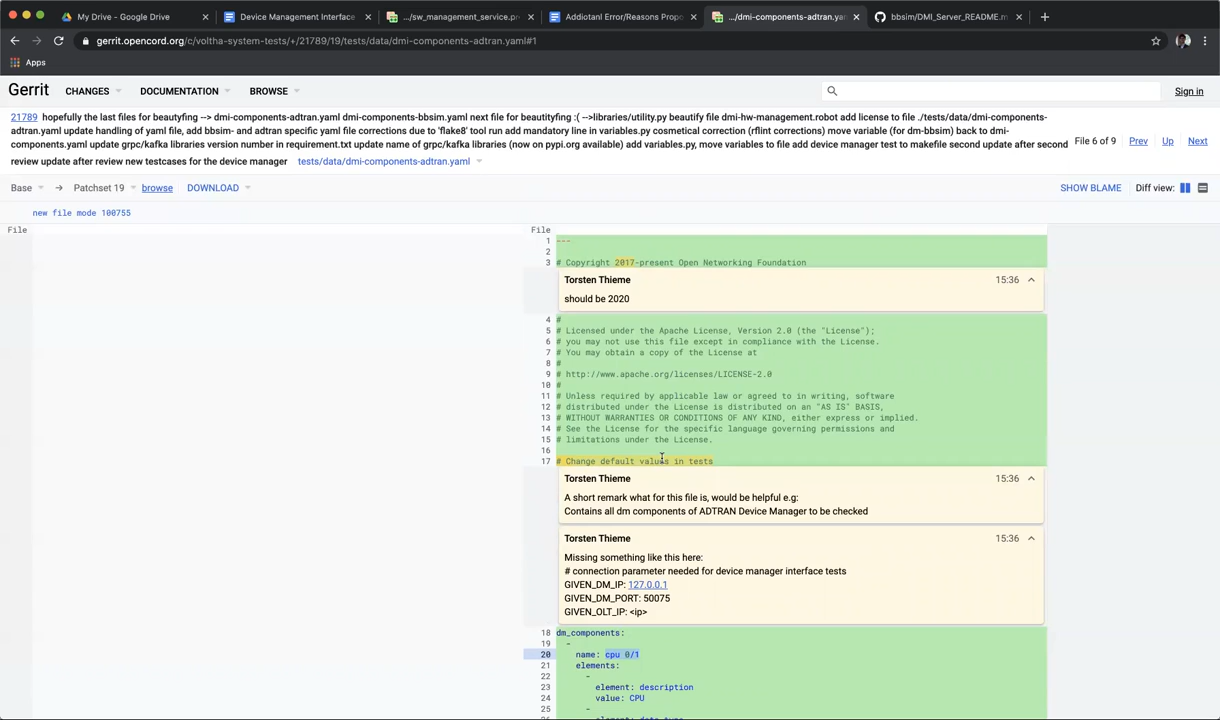 My Drive - Google Drive
Device Management Interface
.../sw_management_service.pr
Addiotanl Error/Reasons Propo
.../dmi-components-adtran.yam
bbsim/DMI_Server_README.m
gerrit.opencord.org/c/voltha-system-tests/+/21789/19/tests/data/dmi-components-adtran.yaml#1
Apps
Gerrit
CHANGES
DOCUMENTATION
BROWSE
Sign in
21789 hopefully the last files for beautyfing --> dmi-components-adtran.yaml dmi-components-bbsim.yaml next file for beautifying :( -->libraries/utility.py beautify file dmi-hw-management.robot add license to file ./tests/data/dmi-components-
adtran.yaml update handling of yaml file, add bbsim- and adtran specific yaml file corrections due to 'flake8' tool run add mandatory line in variables.py cosmetical correction (rflint corrections) move variable (for dm-bbsim) back to dmi-
components.yaml update grpc/kafka libraries version number in requirement.txt update name of grpc/kafka libraries (now on pypi.org available) add variables.py, move variables to file add device manager test to makefile second update after second
review update after review new testcases for the device manager tests/data/dmi-components-adtran.yaml
File 6 of 9 Prev Up Next
Base → Patchset 19 browse DOWNLOAD
SHOW BLAME Diff view:
new file mode 100755
File
File
1 ---
2
3 # Copyright 2017-present Open Networking Foundation
Torsten Thieme 15:36
should be 2020
4 #
5 # Licensed under the Apache License, Version 2.0 (the "License");
6 # you may not use this file except in compliance with the License.
7 # You may obtain a copy of the License at
8 #
9 # http://www.apache.org/licenses/LICENSE-2.0
10 #
11 # Unless required by applicable law or agreed to in writing, software
12 # distributed under the License is distributed on an "AS IS" BASIS,
13 # WITHOUT WARRANTIES OR CONDITIONS OF ANY KIND, either express or implied.
14 # See the License for the specific language governing permissions and
15 # limitations under the License.
16
17 # Change default values in tests
Torsten Thieme 15:36
A short remark what for this file is, would be helpful e.g:
Contains all dm components of ADTRAN Device Manager to be checked
Torsten Thieme 15:36
Missing something like this here:
# connection parameter needed for device manager interface tests
GIVEN_DM_IP: 127.0.0.1
GIVEN_DM_PORT: 50075
GIVEN_OLT_IP: <ip>
18 dm_components:
19 -
20 name: cpu 0/1
21 elements:
22 -
23 element: description
24 value: CPU
25 -
26 element: data_type